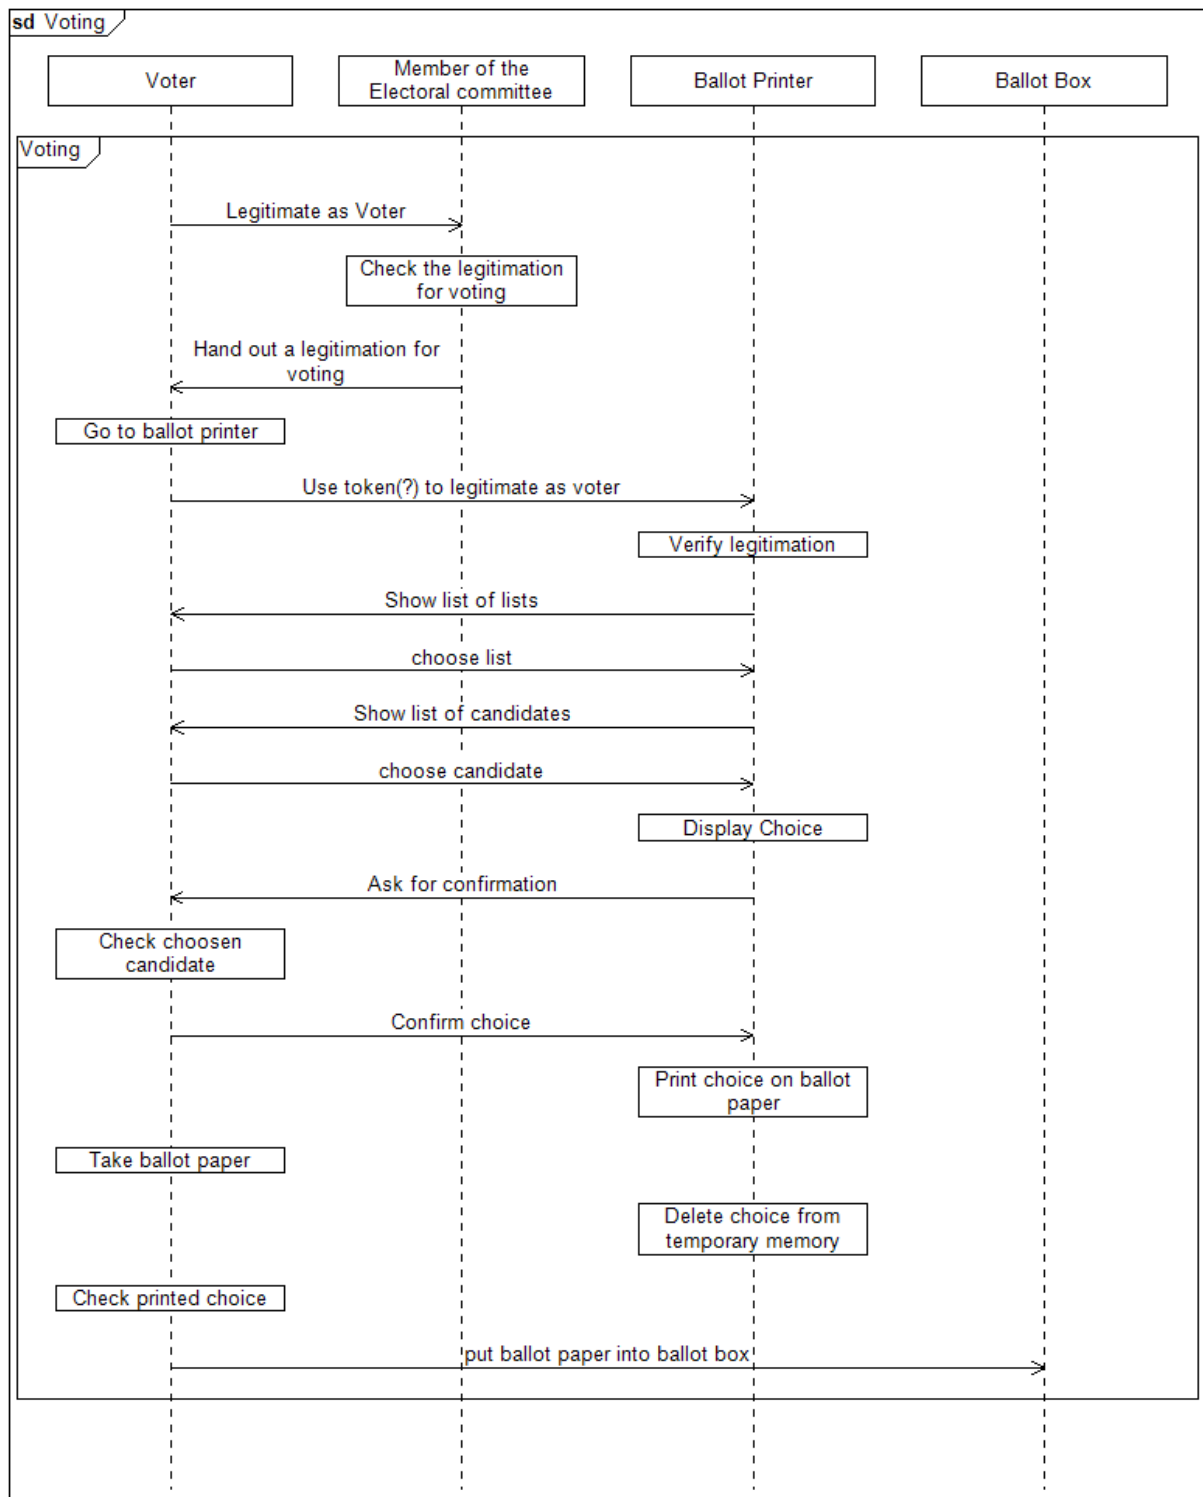 sd Voting
Voter
Member of the
Electoral committee
Ballot Printer
Ballot Box
Voting
Legitimate as Voter
Check the legitimation
for voting
Hand out a legitimation for
voting
Go to ballot printer
Use token(?) to legitimate as voter
Verify legitimation
Show list of lists
choose list
Show list of candidates
choose candidate
Display Choice
Ask for confirmation
Check choosen
candidate
Confirm choice
Print choice on ballot
paper
Take ballot paper
Delete choice from
temporary memory
Check printed choice
put ballot paper into ballot box